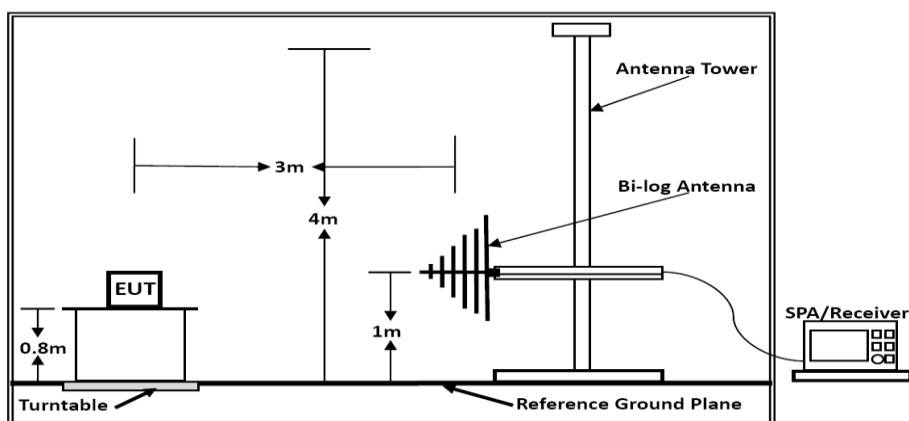 Antenna Tower
3m
Bi-log Antenna
4m
EUT
SPA/Receiver
1m
0.8m
Turntable
Reference Ground Plane